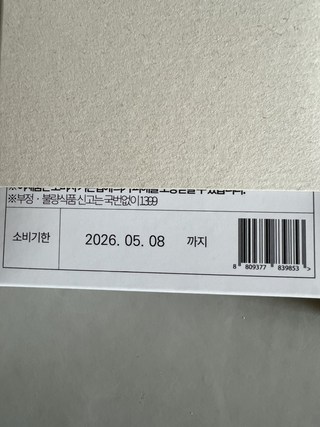 ※부정 · 불량식품 신고는 국번없이 1399
소비기한 2026. 05. 08 까지
8 809377 839853 >